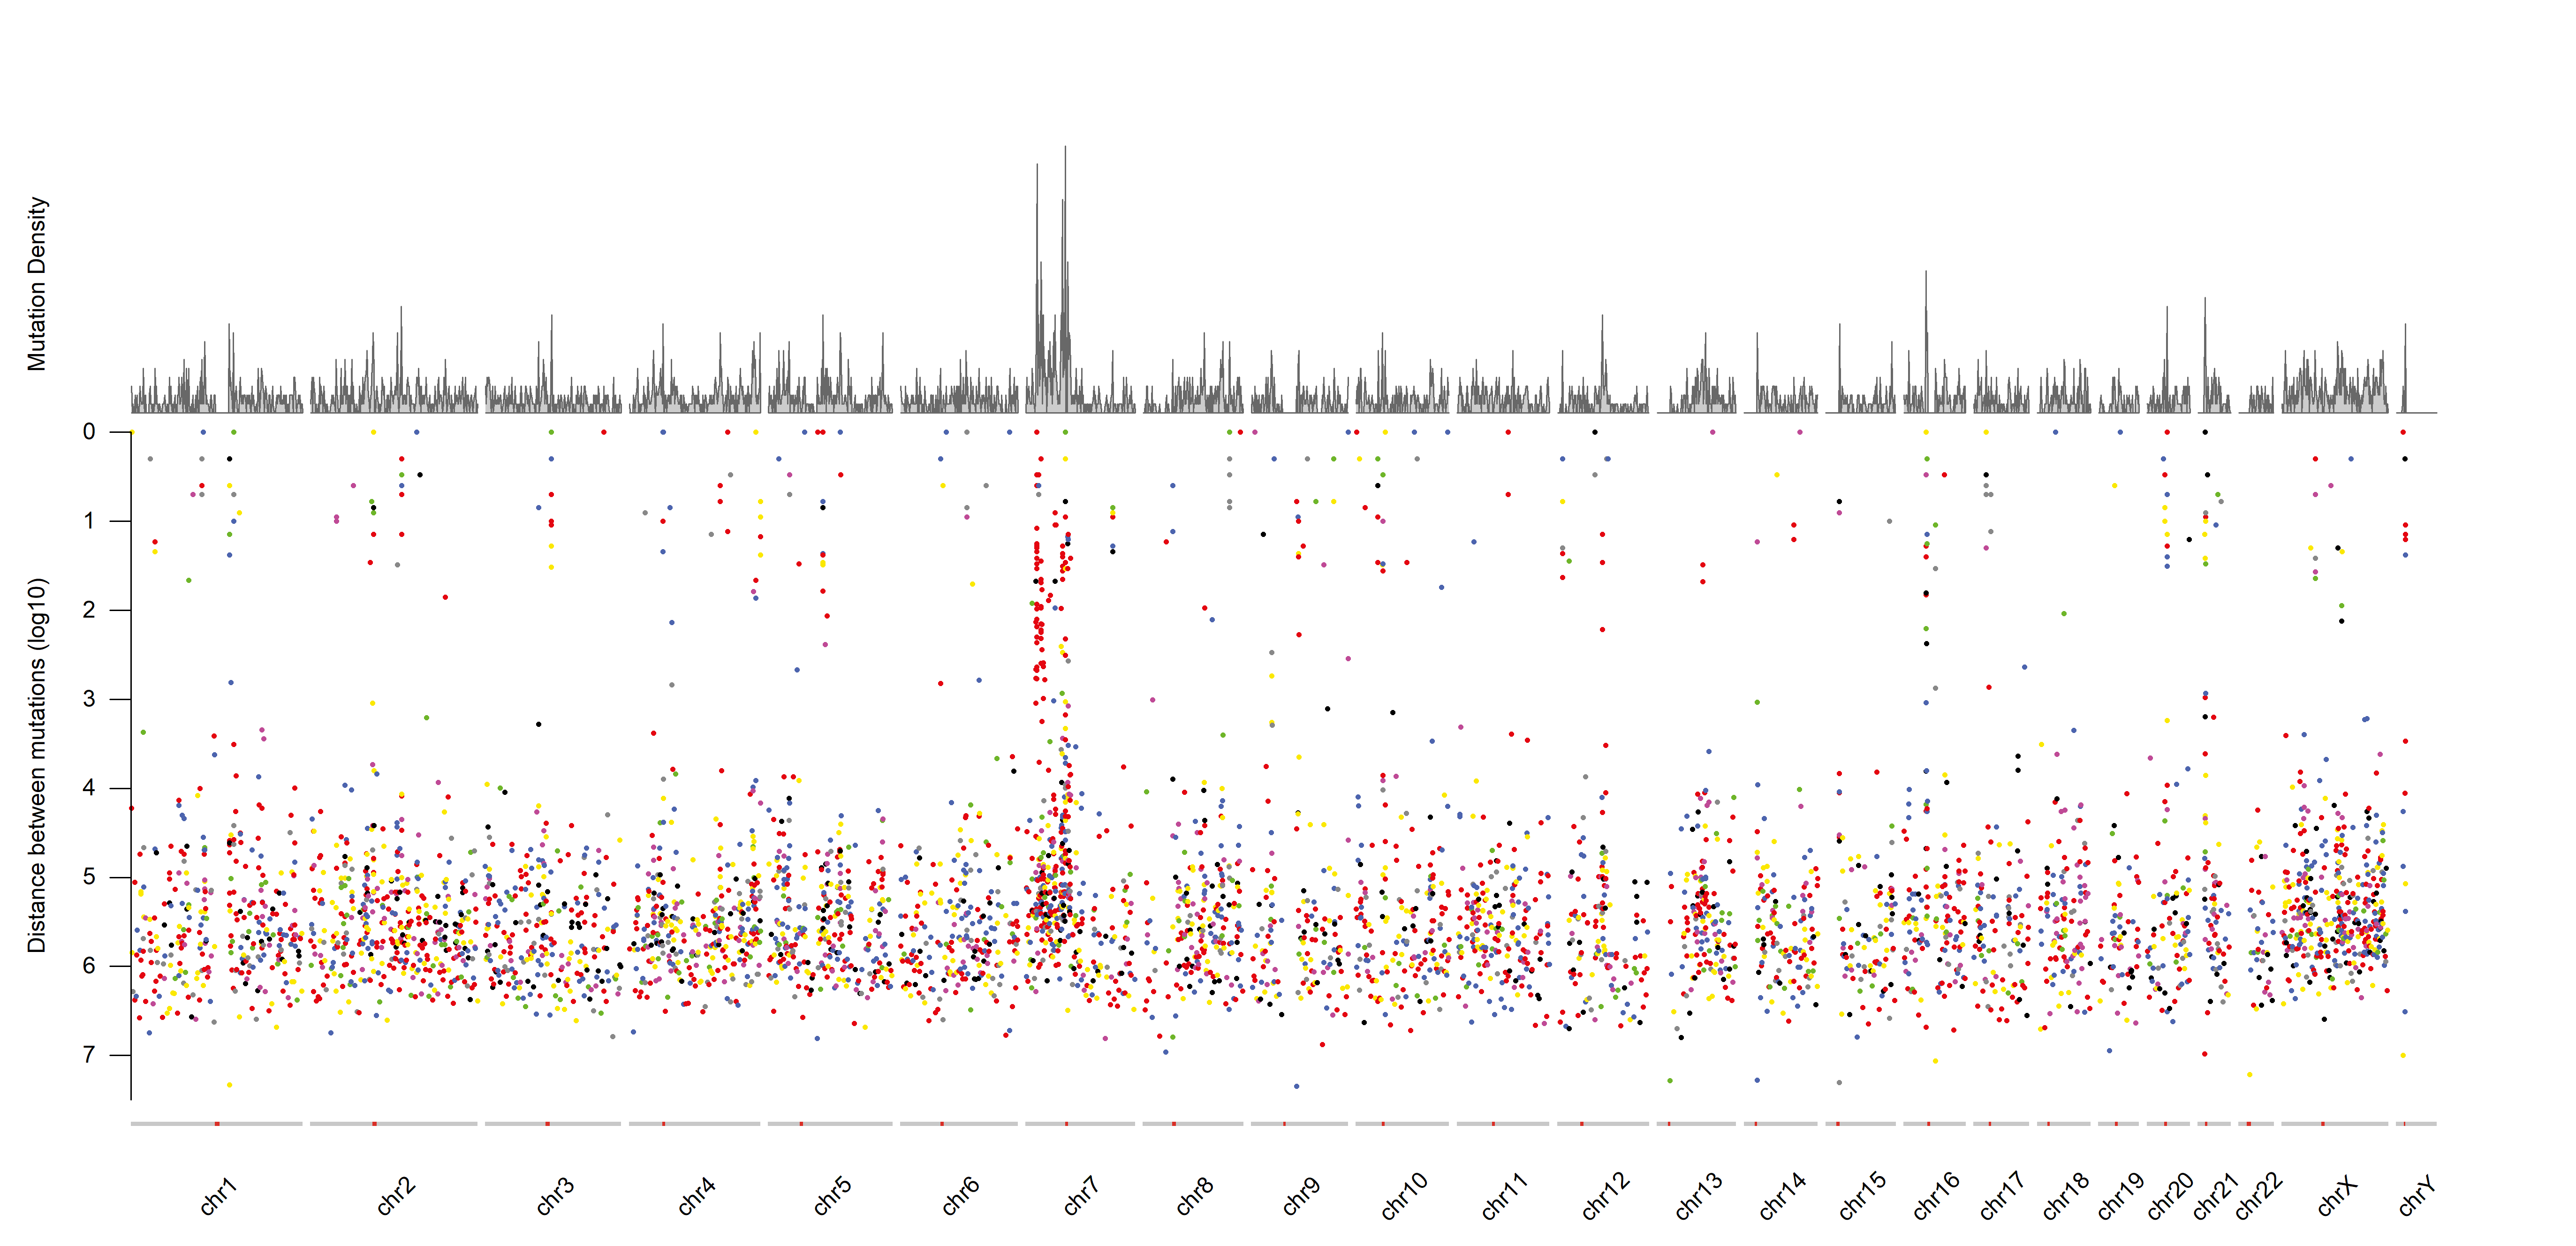 Mutation Density
Distance between mutations (log10)
0
1
2
3
4
5
6
7
chr1 chr2 chr3 chr4 chr5 chr6 chr7 chr8 chr9 chr10 chr11 chr12 chr13 chr14 chr15 chr16 chr17 chr18 chr19 chr20 chr21 chr22 chrX chrY